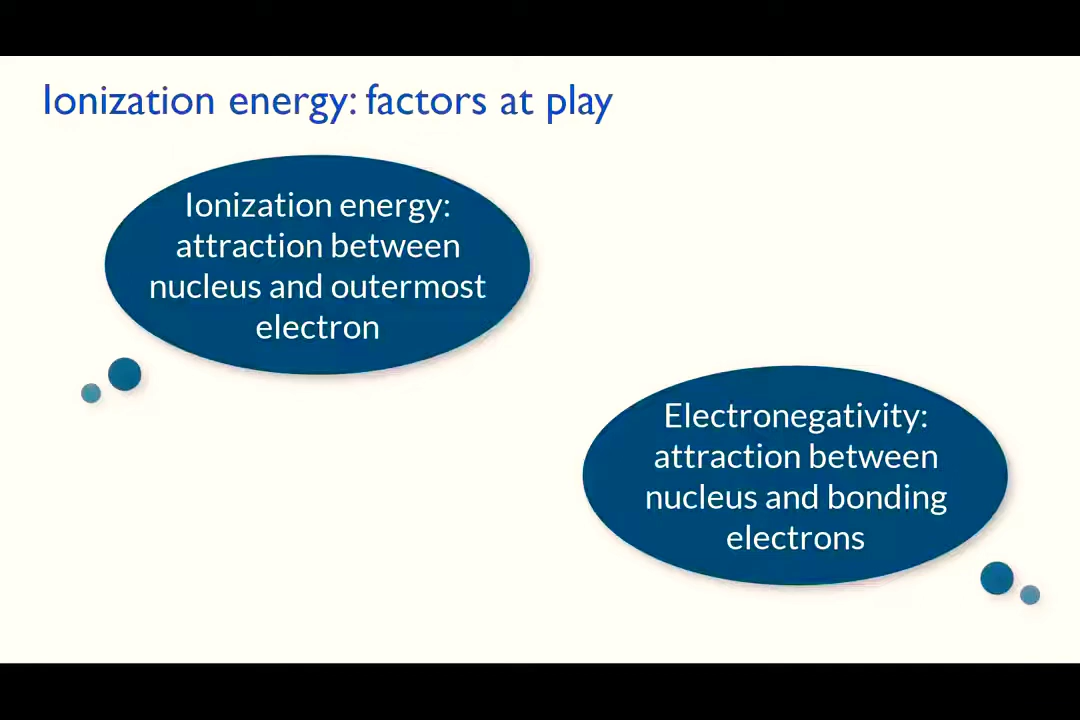 Ionization energy: factors at play
Ionization energy:
attraction between
nucleus and outermost
electron
Electronegativity:
attraction between
nucleus and bonding
electrons